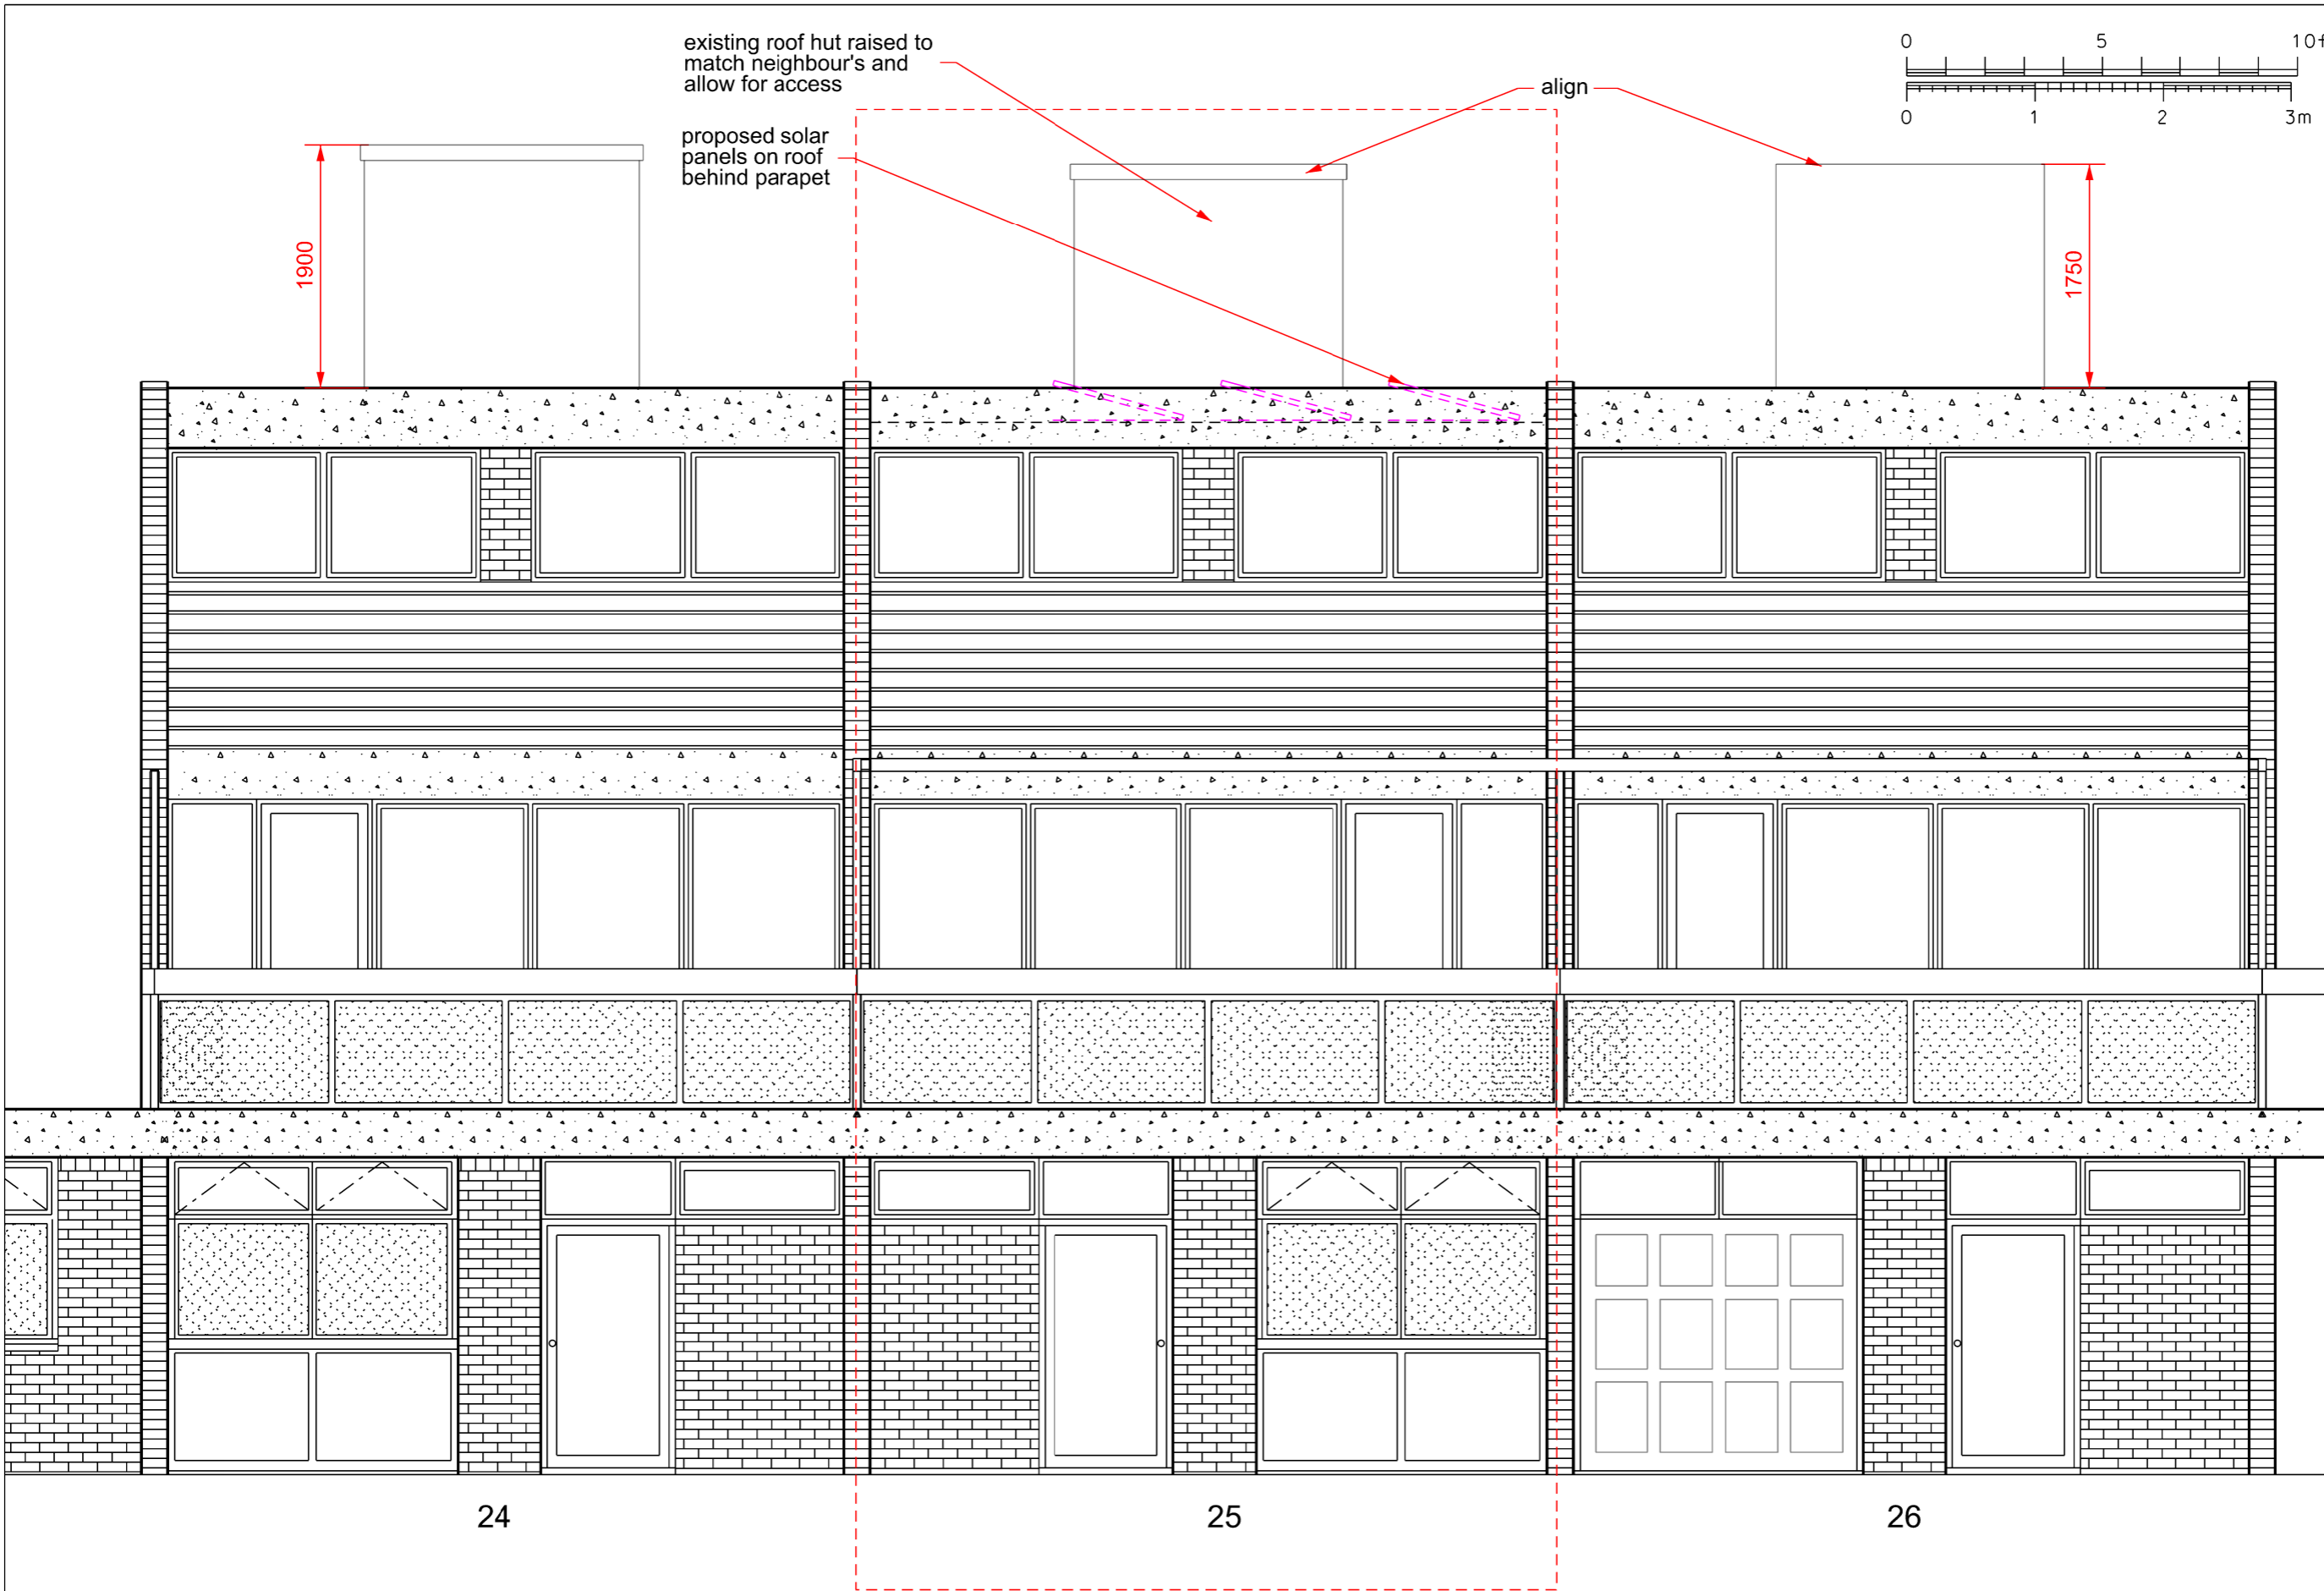 existing roof hut raised to
match neighbour's and
allow for access
proposed solar
panels on roof
behind parapet
align
0 5 10f
0 1 2 3m
1900
1750
24 25 26